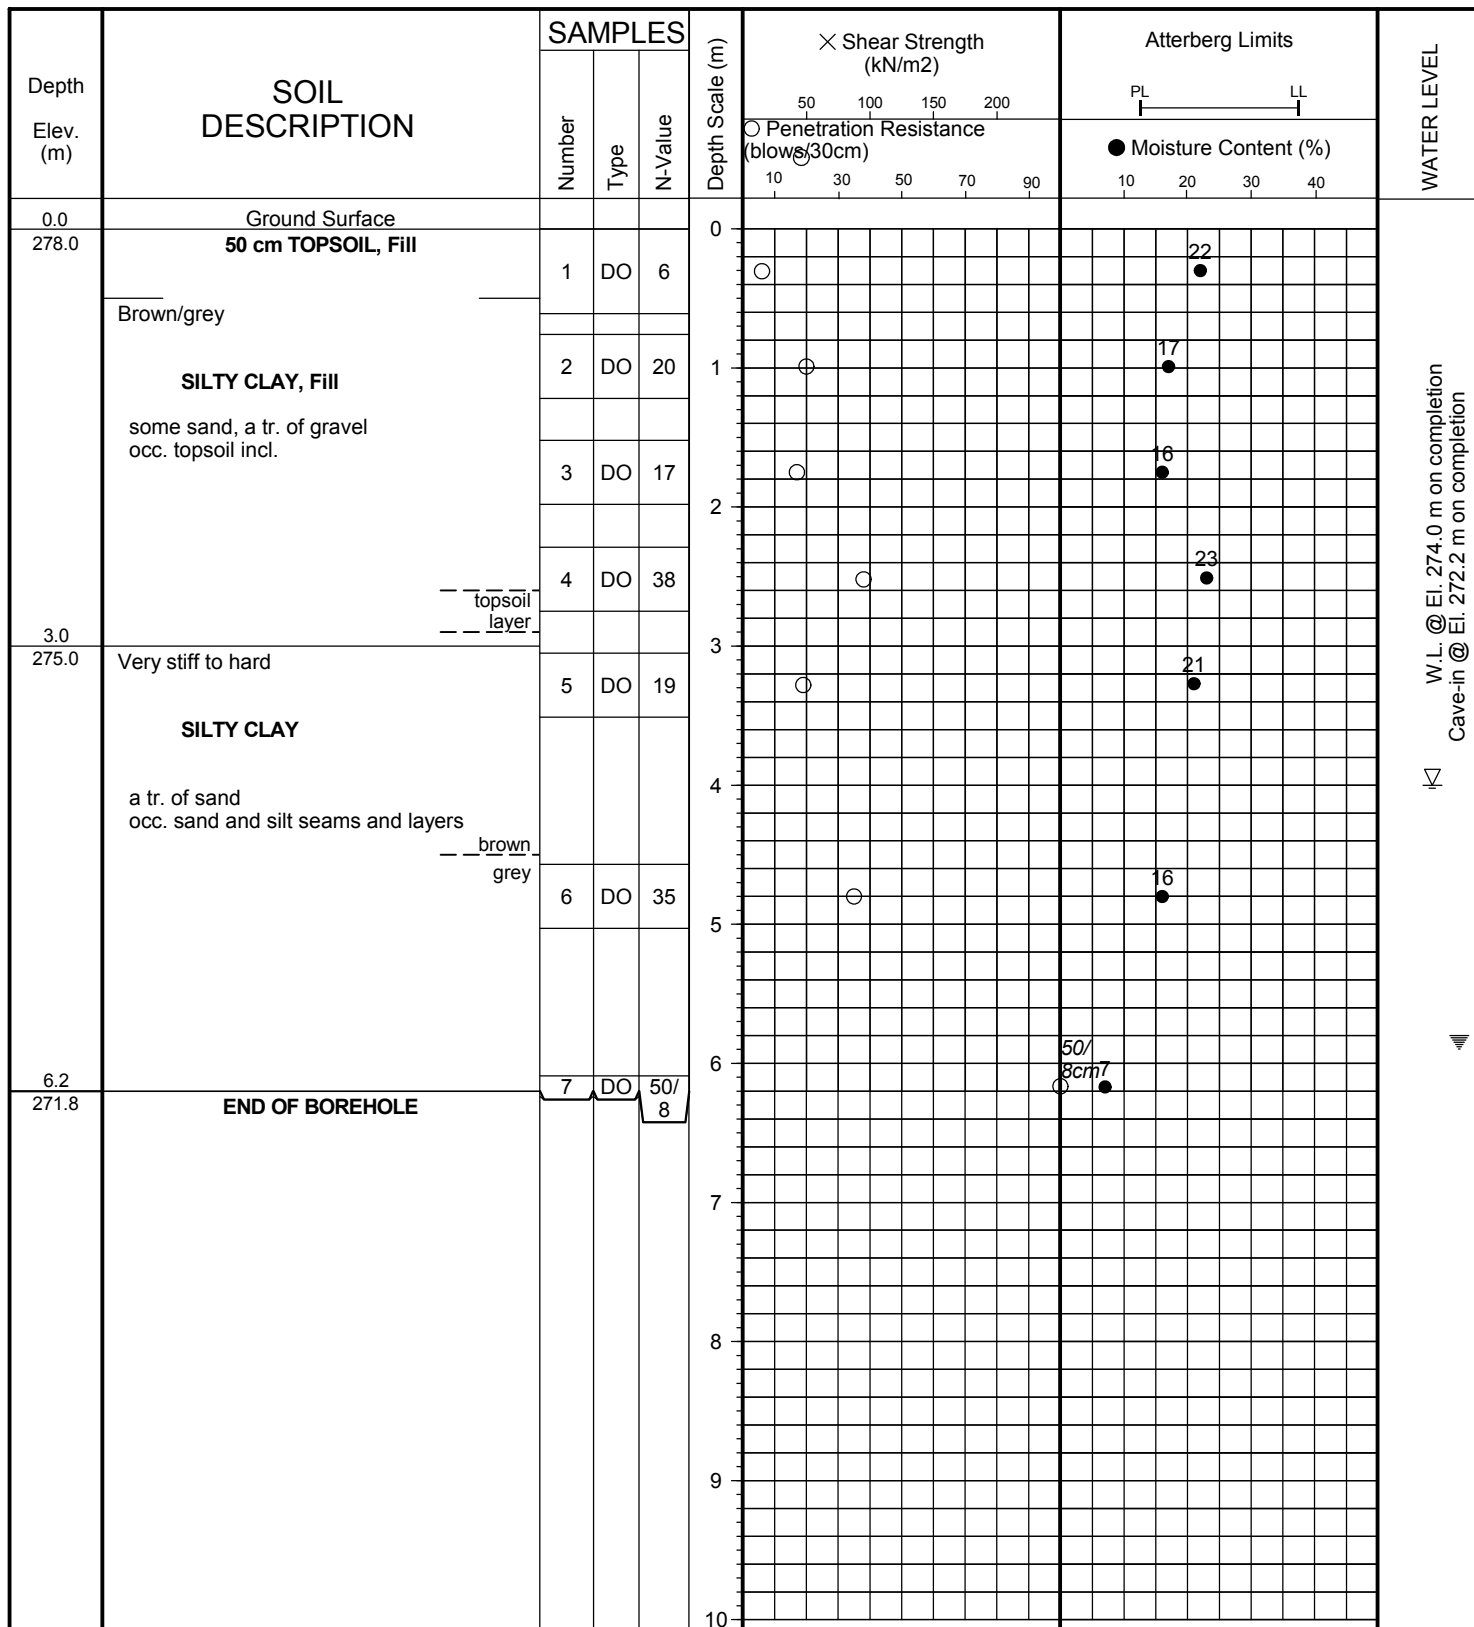 Depth
Elev.
(m)
SOIL
DESCRIPTION
SAMPLES
Number
Type
N-Value
Depth Scale (m)
× Shear Strength
(kN/m2)
50 100 150 200
Penetration Resistance
(blows/30cm)
10 30 50 70 90
Atterberg Limits
PL LL
Moisture Content (%)
10 20 30 40
WATER LEVEL
0.0 Ground Surface
278.0 50 cm TOPSOIL, Fill
0
1 DO 6
22
Brown/grey
2 DO 20
1
17
SILTY CLAY, Fill
some sand, a tr. of gravel
occ. topsoil incl.
3 DO 17
16
2
4 DO 38
23
topsoil
layer
3.0
3
275.0 Very stiff to hard
5 DO 19
21
SILTY CLAY
4
a tr. of sand
occ. sand and silt seams and layers
brown
grey
6 DO 35
16
5
50/
8cm 7
6
6.2
7 DO 50/
8
271.8 END OF BOREHOLE
7
8
9
10
W.L. @ El. 274.0 m on completion
Cave-in @ El. 272.2 m on completion